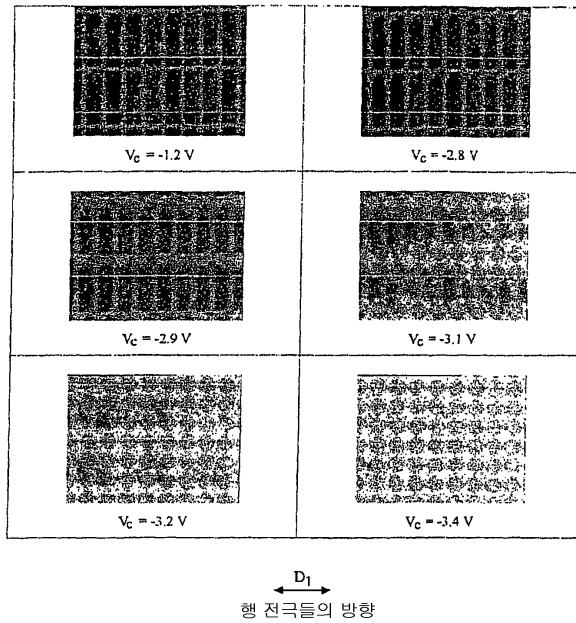 V_C = -1.2 V
V_C = -2.8 V
V_C = -2.9 V
V_C = -3.1 V
V_C = -3.2 V
V_C = -3.4 V
D₁
행 전극들의 방향